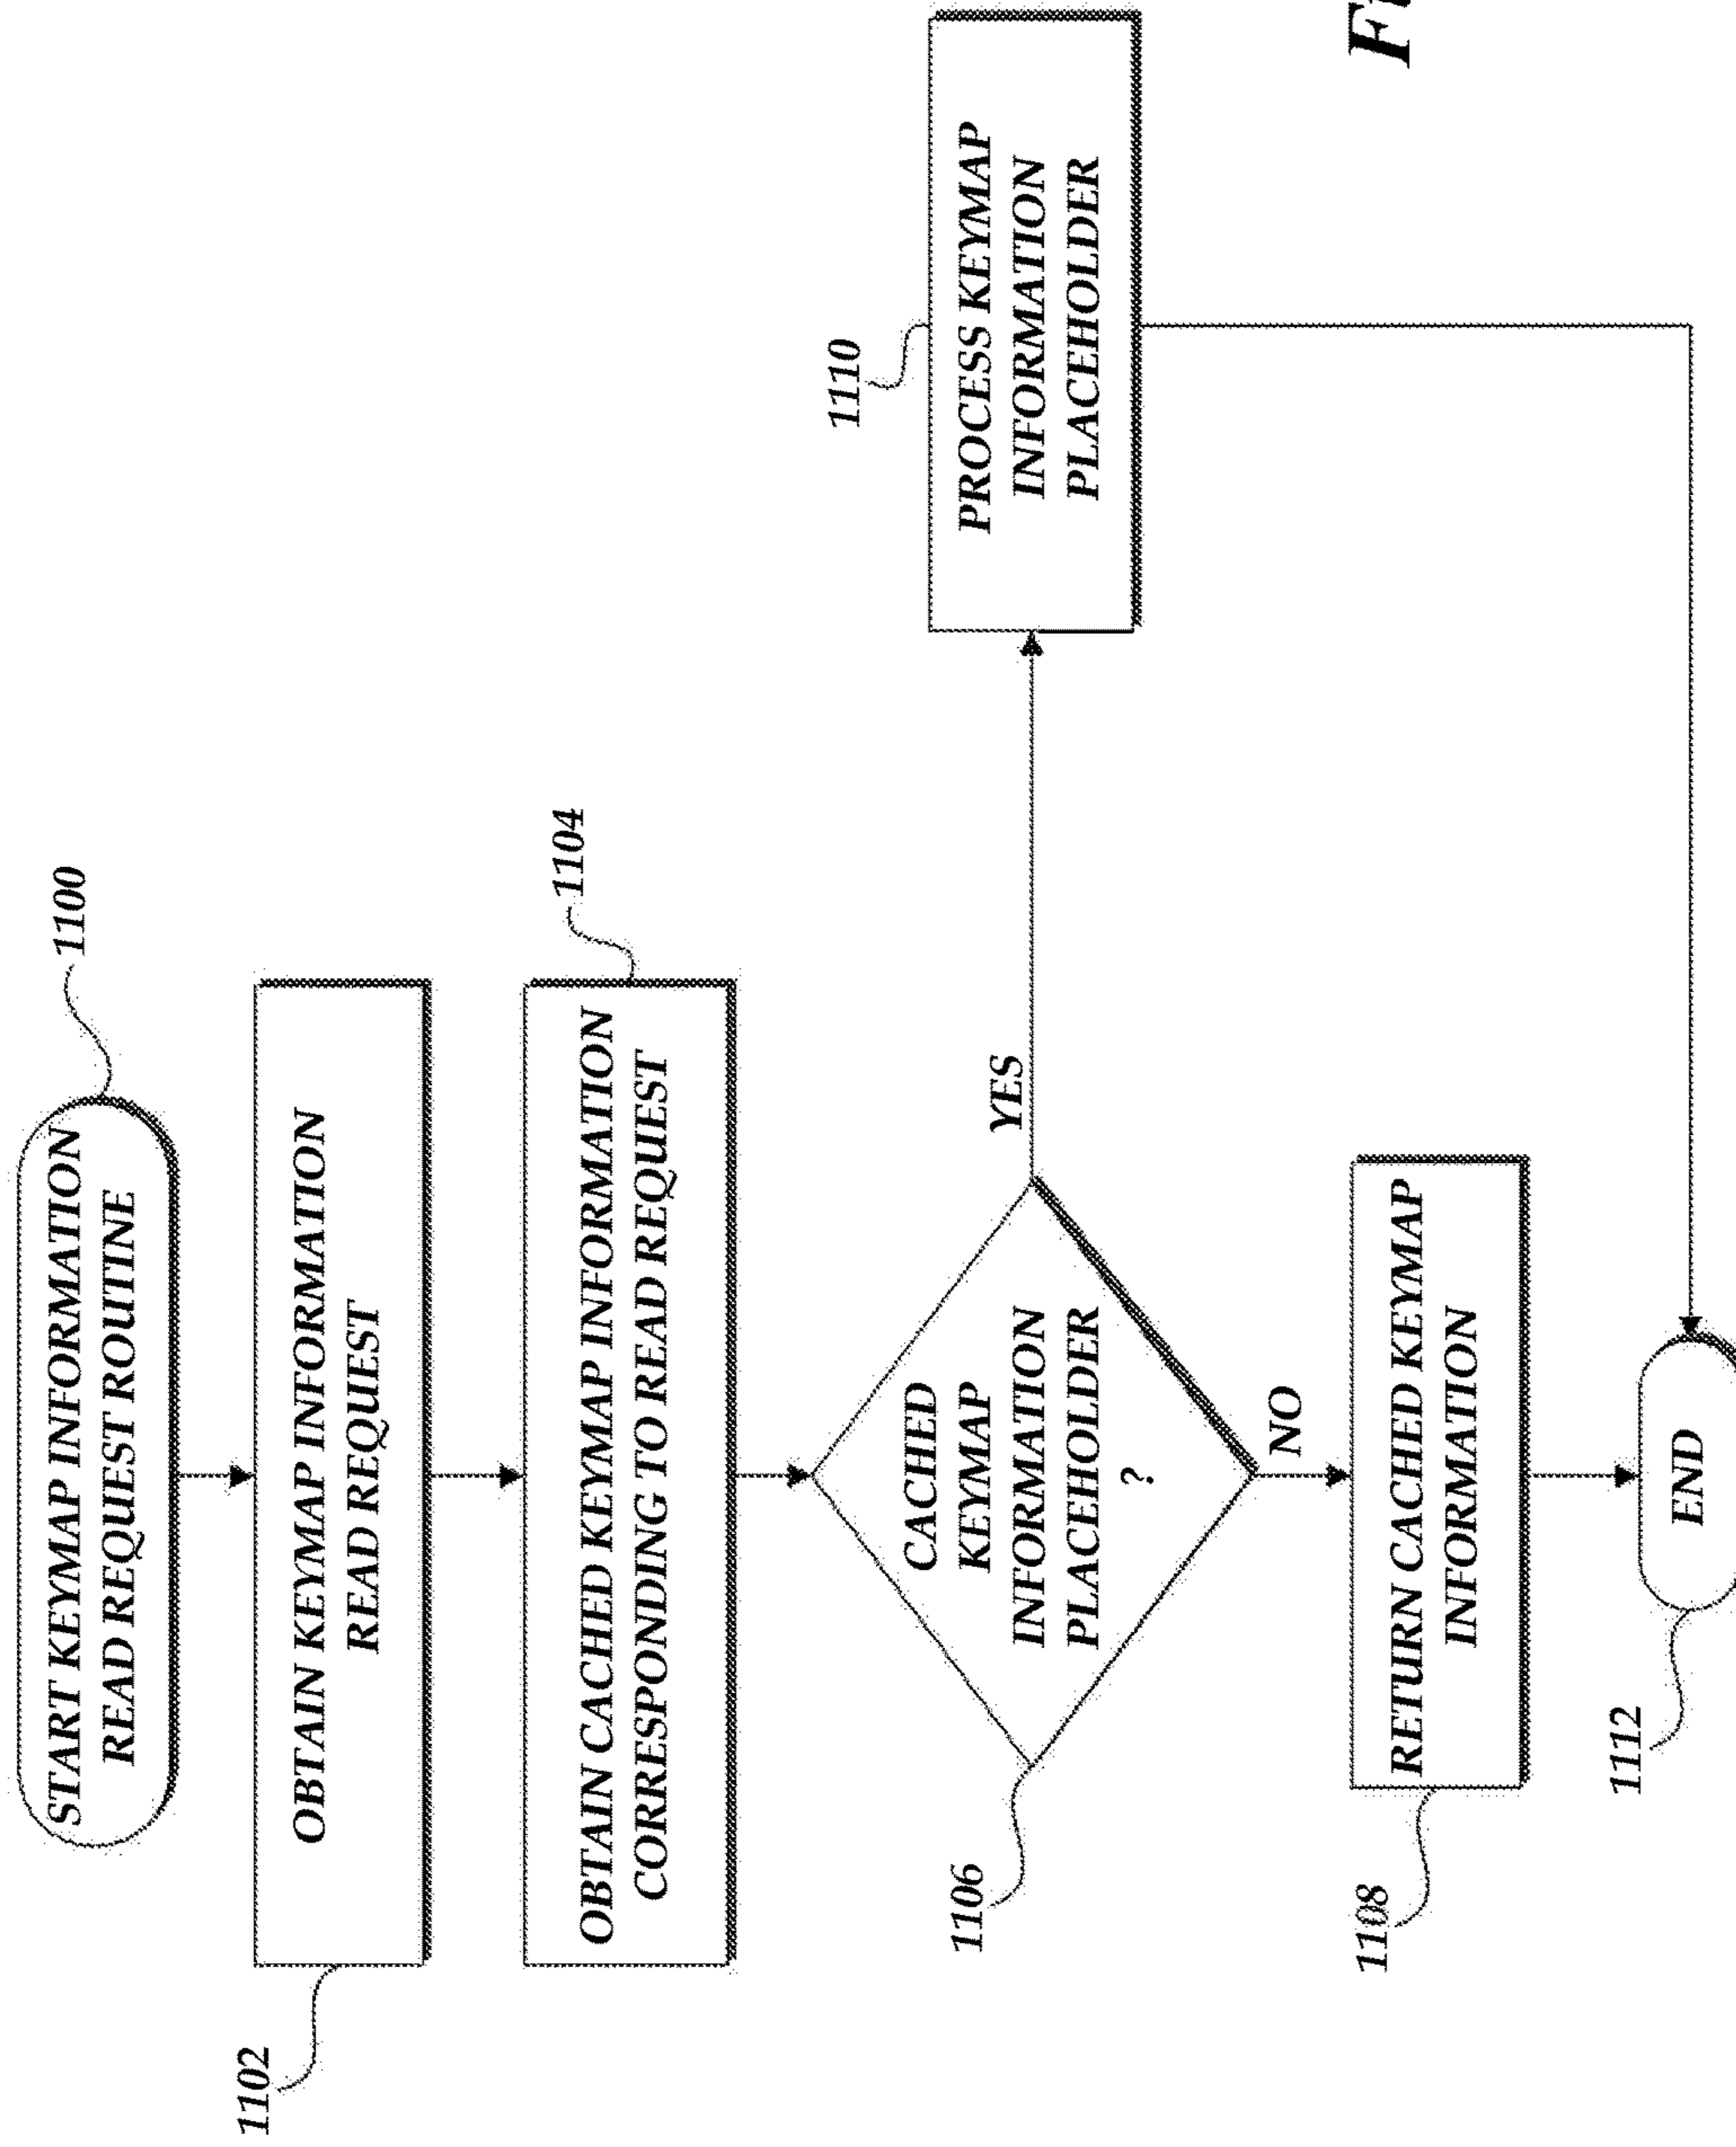 START KEYMAP INFORMATION
READ REQUEST ROUTINE
1100
OBTAIN KEYMAP INFORMATION
READ REQUEST
1102
OBTAIN CACHED KEYMAP INFORMATION
CORRESPONDING TO READ REQUEST
1104
CACHED
KEYMAP
INFORMATION
PLACEHOLDER
?
1106
YES
NO
PROCESS KEYMAP
INFORMATION
PLACEHOLDER
1110
RETURN CACHED KEYMAP
INFORMATION
1108
END
1112